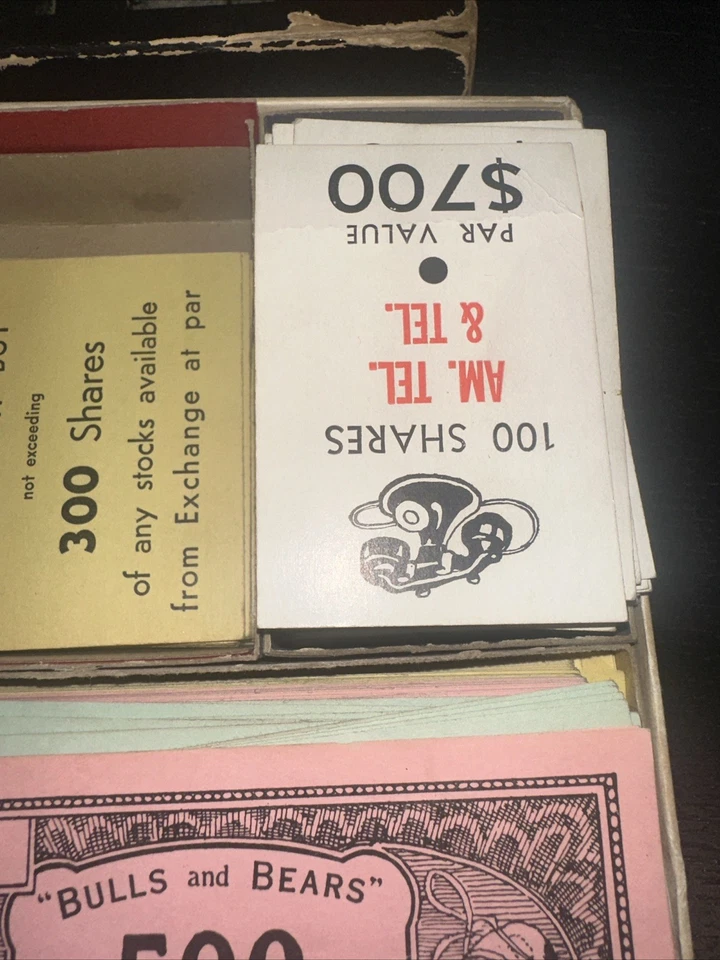 not exceeding
300 Shares
of any stocks available
from Exchange at par
100 SHARES
AM. TEL.
& TEL.
PAR VALUE
$700
"BULLS and BEARS"
500